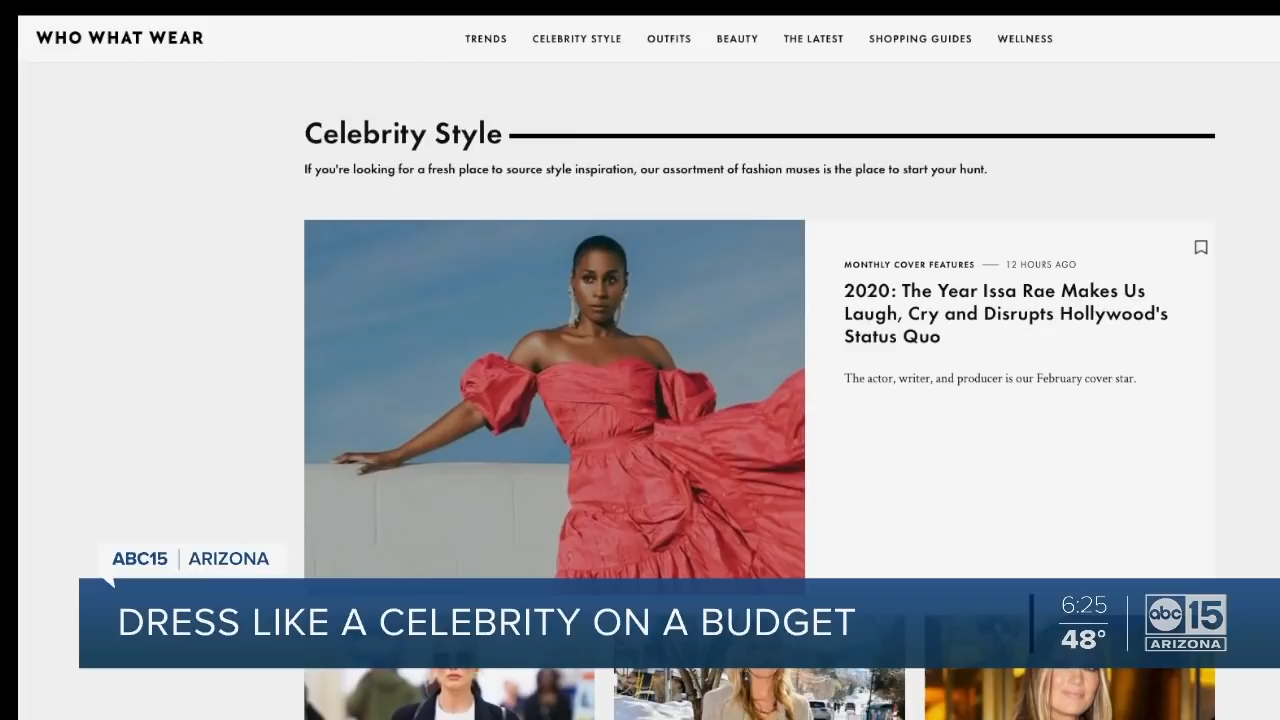 WHO WHAT WEAR
TRENDS CELEBRITY STYLE OUTFITS BEAUTY THE LATEST SHOPPING GUIDES WELLNESS
Celebrity Style
If you're looking for a fresh place to source style inspiration, our assortment of fashion muses is the place to start your hunt.
MONTHLY COVER FEATURES — 12 HOURS AGO
2020: The Year Issa Rae Makes Us
Laugh, Cry and Disrupts Hollywood's
Status Quo
The actor, writer, and producer is our February cover star.
ABC15 | ARIZONA
DRESS LIKE A CELEBRITY ON A BUDGET
6:25
48°
abc 15
ARIZONA